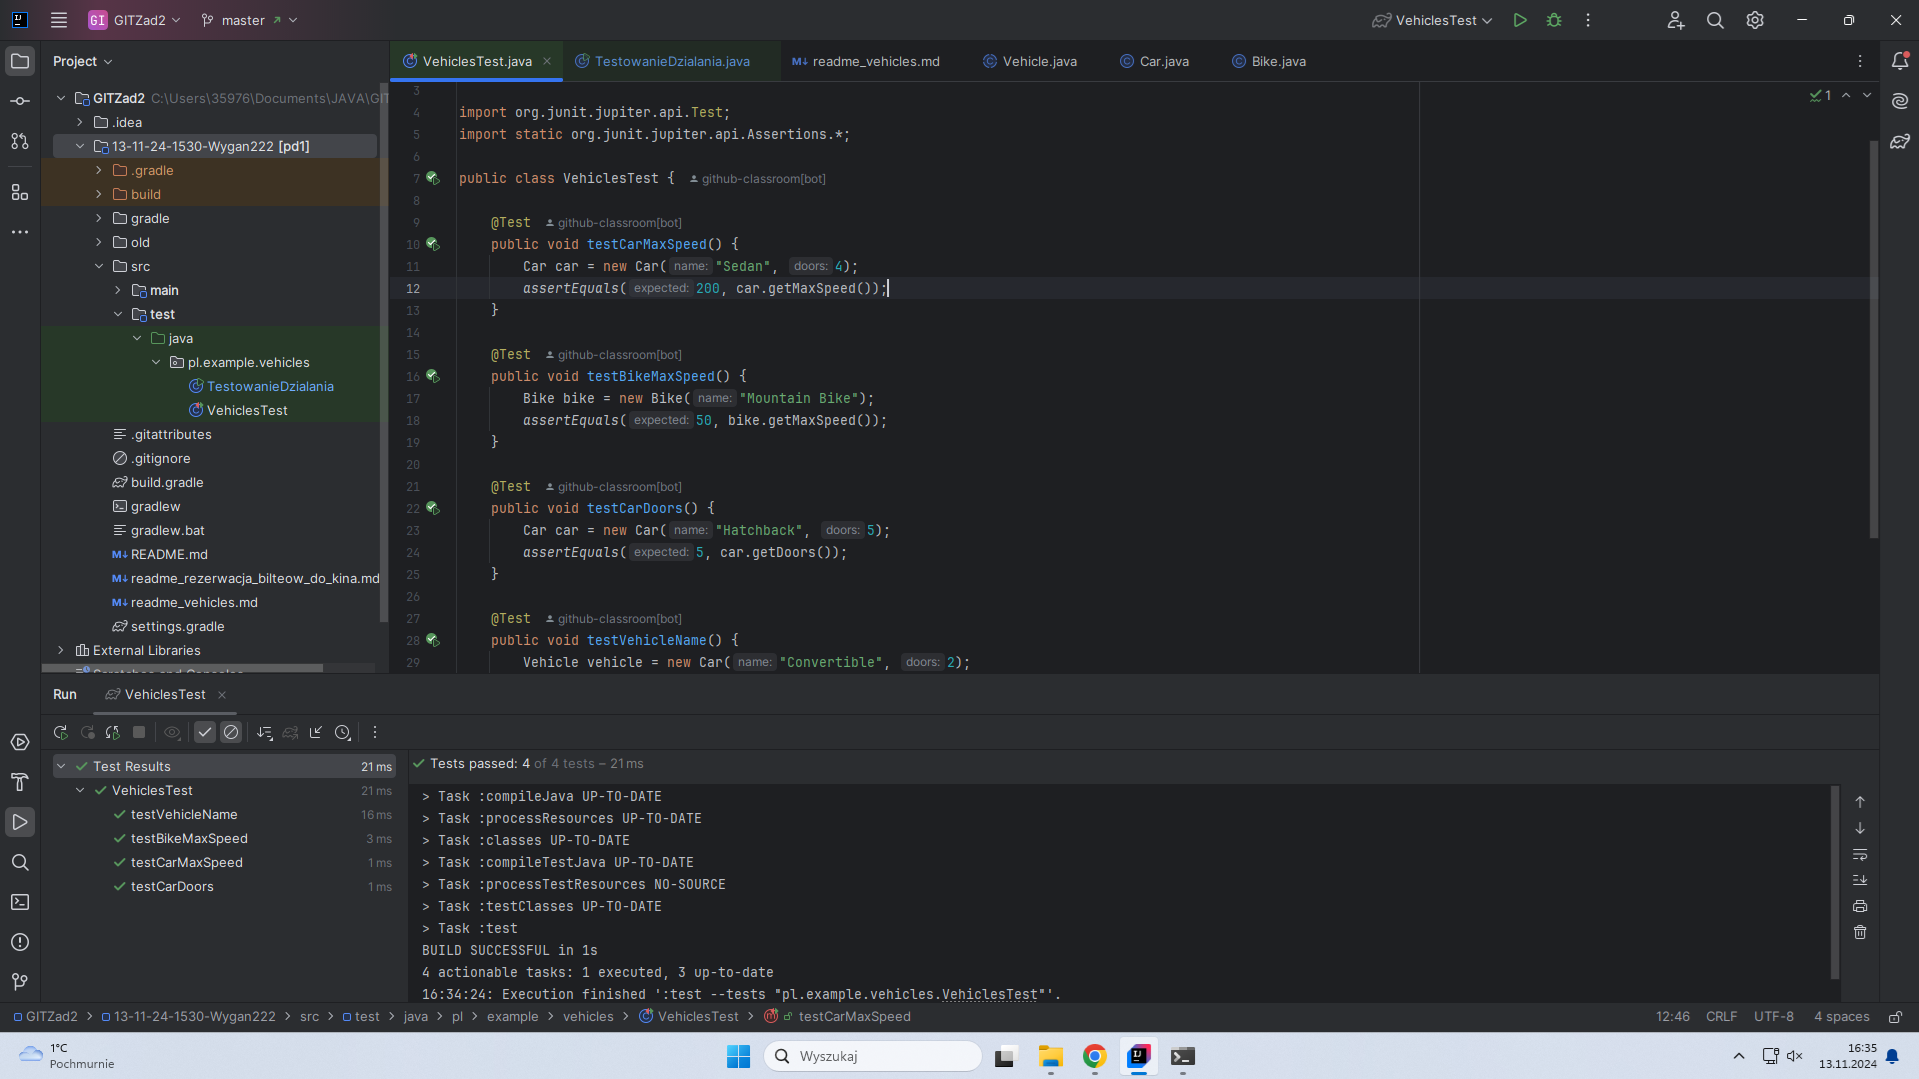 GI GITZad2 master VehiclesTest
Project
GITZad2 C:\Users\35976\Documents\JAVA\GI
.idea
13-11-24-1530-Wygan222 [pd1]
.gradle
build
gradle
old
src
main
test
java
pl.example.vehicles
TestowanieDzialania
VehiclesTest
.gitattributes
.gitignore
build.gradle
gradlew
gradlew.bat
README.md
readme_rezerwacja_bilteow_do_kina.md
readme_vehicles.md
settings.gradle
External Libraries
VehiclesTest.java TestowanieDzialania.java readme_vehicles.md Vehicle.java Car.java Bike.java
1
3
4 import org.junit.jupiter.api.Test;
5 import static org.junit.jupiter.api.Assertions.*;
6
7 public class VehiclesTest { github-classroom[bot]
8
9 @Test github-classroom[bot]
10 public void testCarMaxSpeed() {
11 Car car = new Car( name: "Sedan", doors: 4);
12 assertEquals( expected: 200, car.getMaxSpeed());
13 }
14
15 @Test github-classroom[bot]
16 public void testBikeMaxSpeed() {
17 Bike bike = new Bike( name: "Mountain Bike");
18 assertEquals( expected: 50, bike.getMaxSpeed());
19 }
20
21 @Test github-classroom[bot]
22 public void testCarDoors() {
23 Car car = new Car( name: "Hatchback", doors: 5);
24 assertEquals( expected: 5, car.getDoors());
25 }
26
27 @Test github-classroom[bot]
28 public void testVehicleName() {
29 Vehicle vehicle = new Car( name: "Convertible", doors: 2);
Run VehiclesTest
Test Results 21 ms
VehiclesTest 21 ms
testVehicleName 16 ms
testBikeMaxSpeed 3 ms
testCarMaxSpeed 1 ms
testCarDoors 1 ms
Tests passed: 4 of 4 tests – 21 ms
> Task :compileJava UP-TO-DATE
> Task :processResources UP-TO-DATE
> Task :classes UP-TO-DATE
> Task :compileTestJava UP-TO-DATE
> Task :processTestResources NO-SOURCE
> Task :testClasses UP-TO-DATE
> Task :test
BUILD SUCCESSFUL in 1s
4 actionable tasks: 1 executed, 3 up-to-date
16:34:24: Execution finished ':test --tests "pl.example.vehicles.VehiclesTest"'.
GITZad2 > 13-11-24-1530-Wygan222 > src > test > java > pl > example > vehicles > VehiclesTest > testCarMaxSpeed
12:46 CRLF UTF-8 4 spaces
1°C
Pochmurnie
Wyszukaj
16:35
13.11.2024